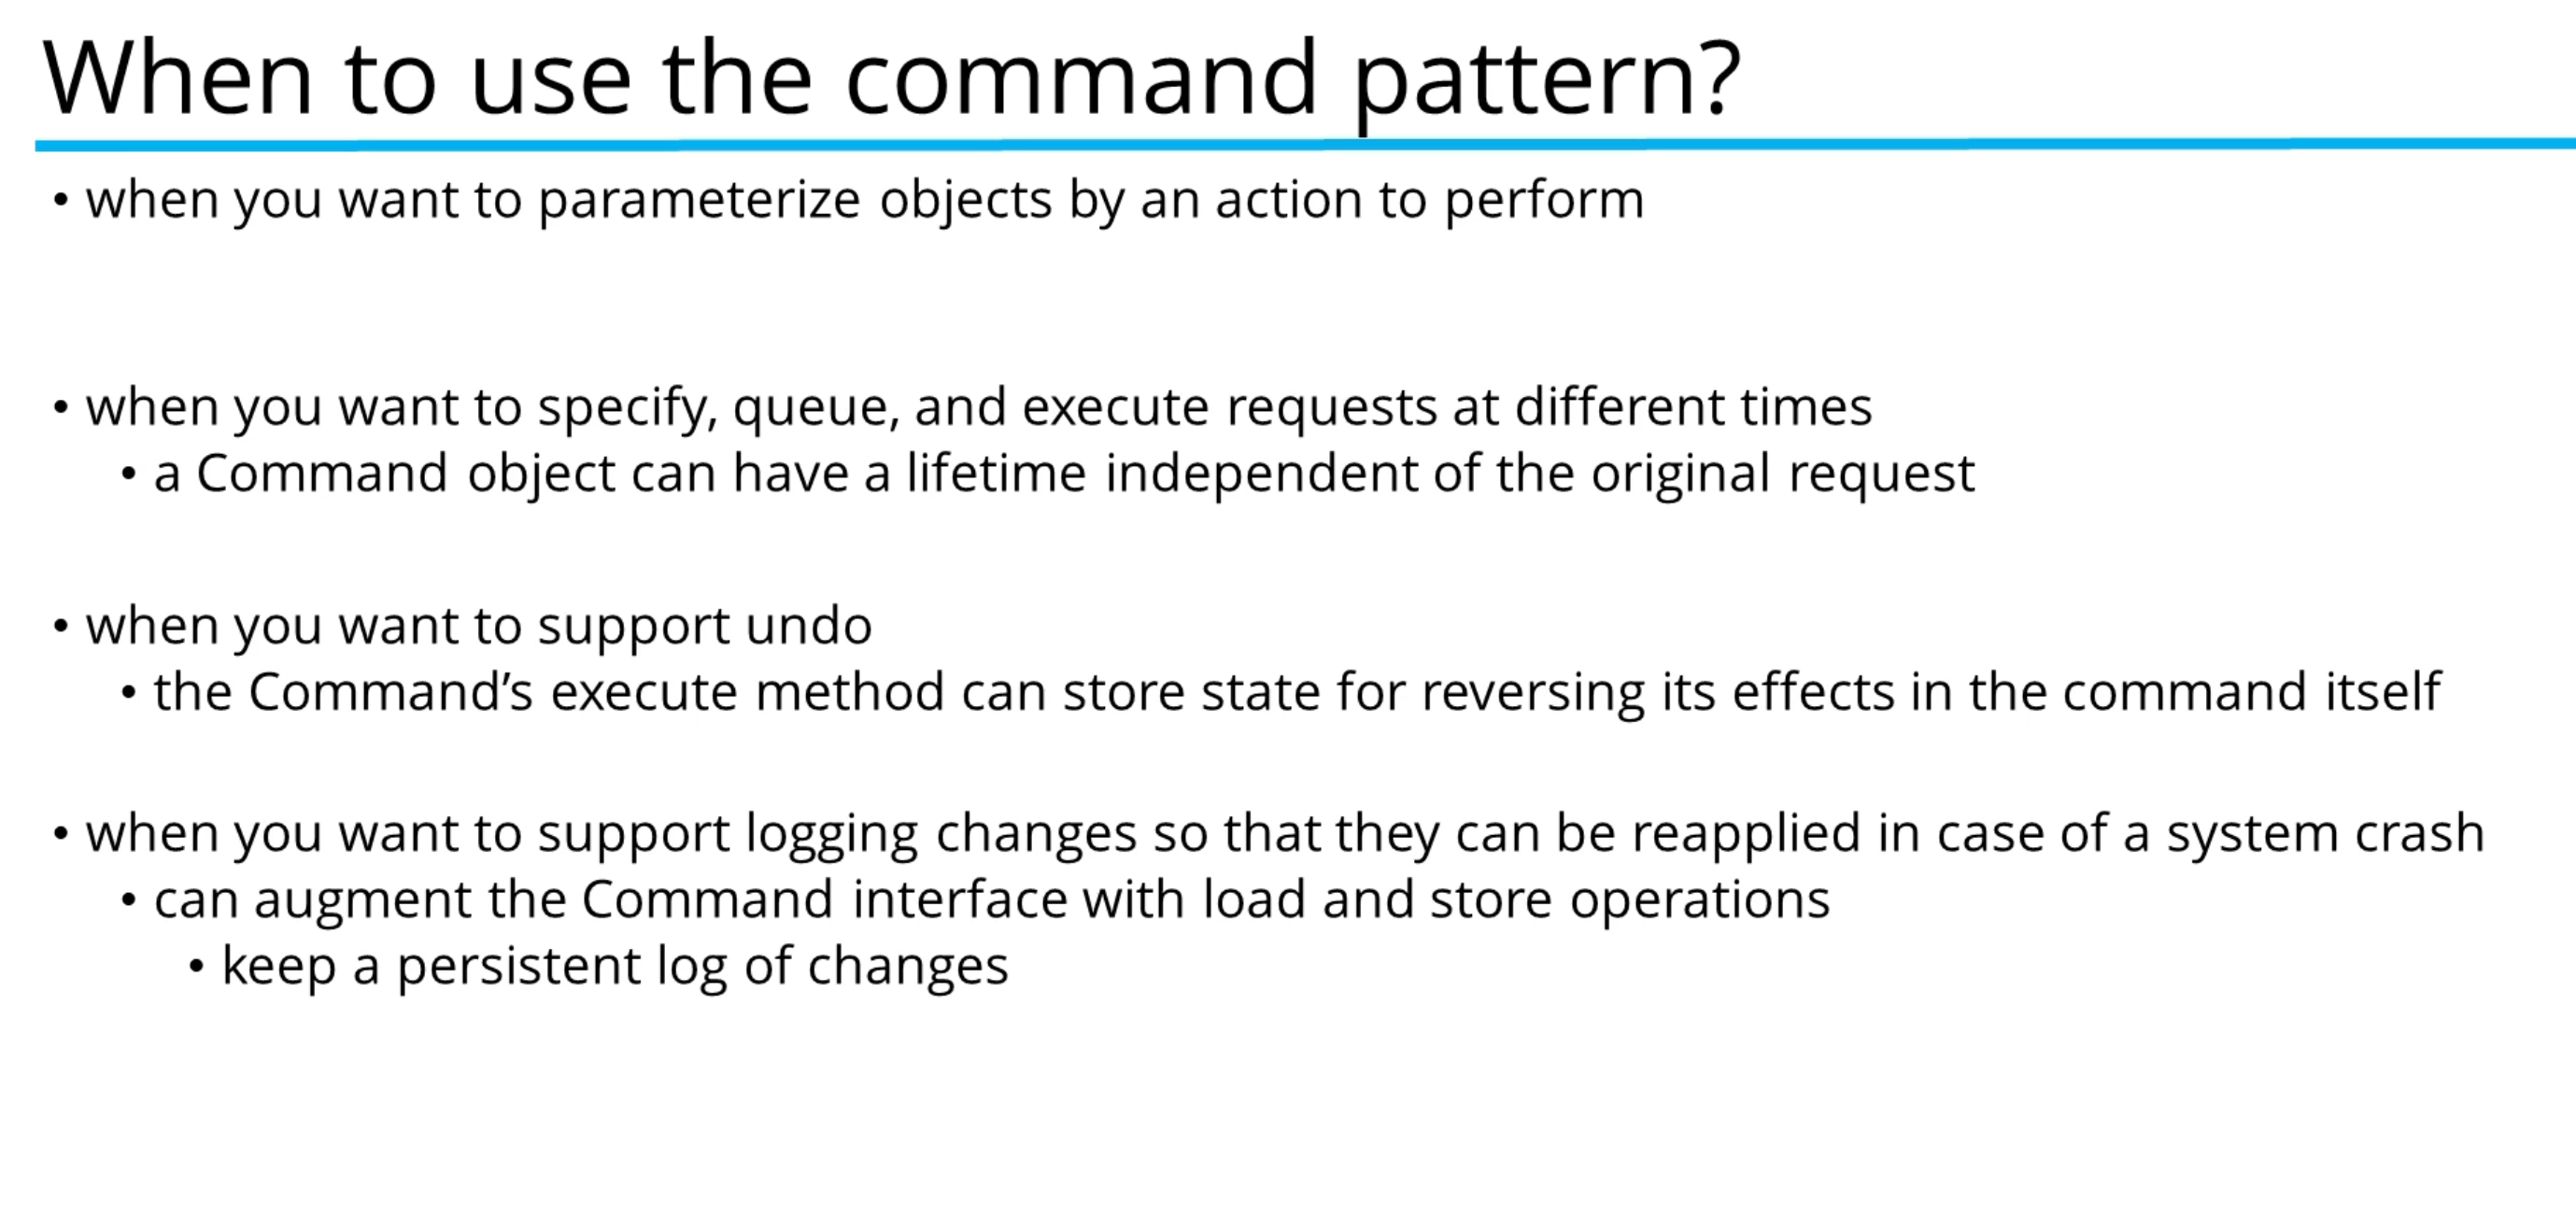 When to use the command pattern?
• when you want to parameterize objects by an action to perform
• when you want to specify, queue, and execute requests at different times
• a Command object can have a lifetime independent of the original request
• when you want to support undo
• the Command’s execute method can store state for reversing its effects in the command itself
• when you want to support logging changes so that they can be reapplied in case of a system crash
• can augment the Command interface with load and store operations
• keep a persistent log of changes